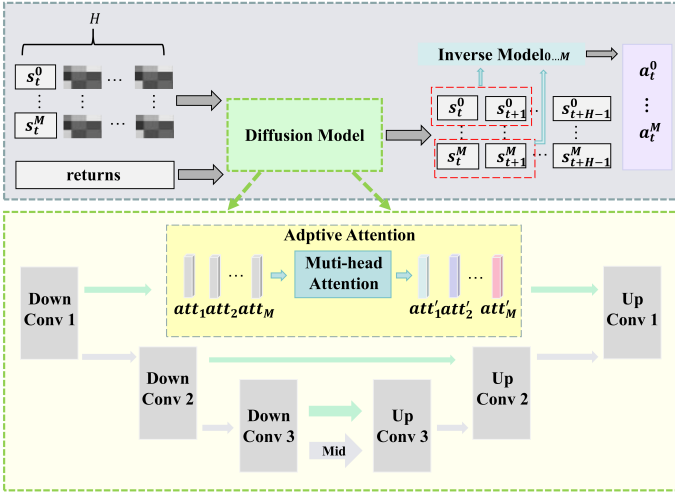 H
s_t^0 … 
⋮ ⋮ ⋮
s_t^M …
returns
Diffusion Model
Inverse Model_{0…M}
s_t^0 s_{t+1}^0 … s_{t+H-1}^0
⋮ ⋮ ⋮
s_t^M s_{t+1}^M … s_{t+H-1}^M
a_t^0
⋮
a_t^M
Adptive Attention
Muti-head
Attention
att_1 att_2 … att_M
att'_1 att'_2 … att'_M
Down
Conv 1
Up
Conv 1
Down
Conv 2
Up
Conv 2
Down
Conv 3
Mid
Up
Conv 3